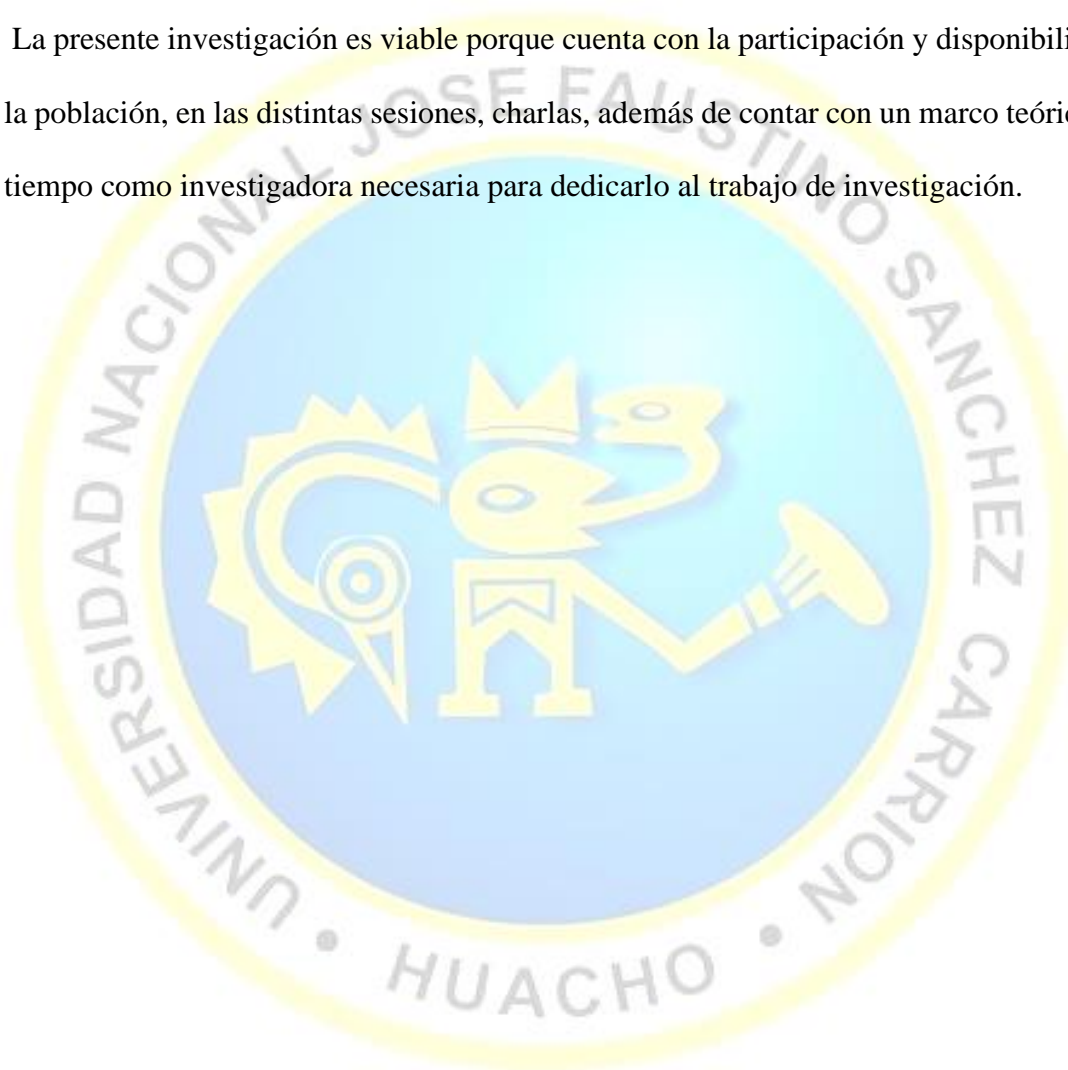 La presente investigación es viable porque cuenta con la participación y disponibili
la población, en las distintas sesiones, charlas, además de contar con un marco teóric
tiempo como investigadora necesaria para dedicarlo al trabajo de investigación.
UNIVERSIDAD NACIONAL JOSE FAUSTINO SANCHEZ CARRION
• HUACHO •